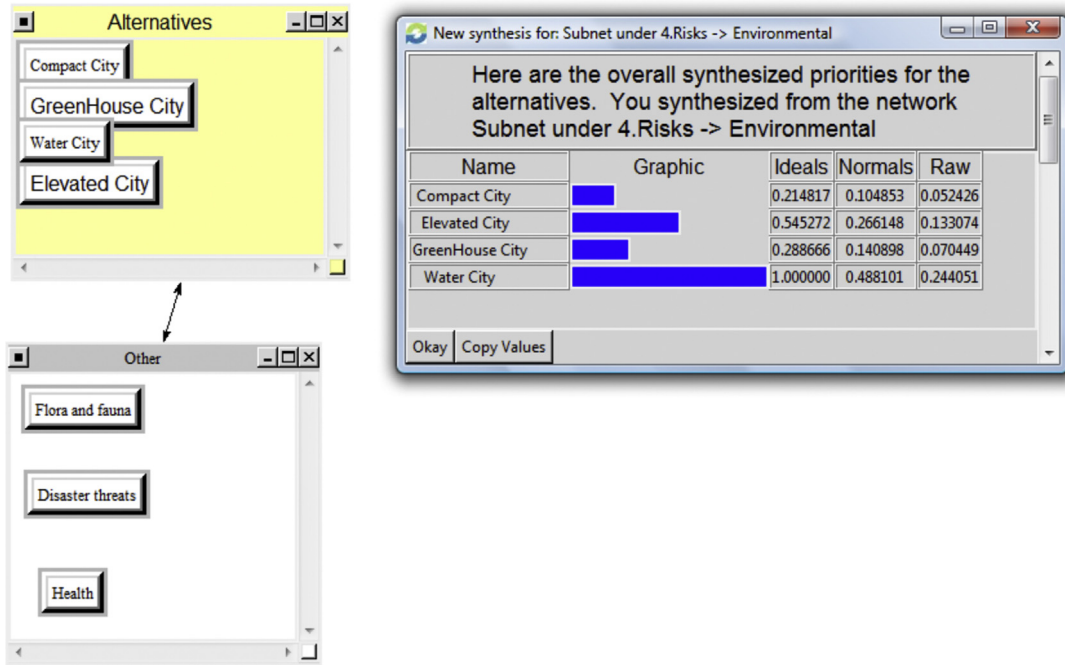 Alternatives
Compact City
GreenHouse City
Water City
Elevated City
Other
Flora and fauna
Disaster threats
Health
New synthesis for: Subnet under 4.Risks -> Environmental
Here are the overall synthesized priorities for the
alternatives. You synthesized from the network
Subnet under 4.Risks -> Environmental
Name Graphic Ideals Normals Raw
Compact City 0.214817 0.104853 0.052426
Elevated City 0.545272 0.266148 0.133074
GreenHouse City 0.288666 0.140898 0.070449
Water City 1.000000 0.488101 0.244051
Okay Copy Values